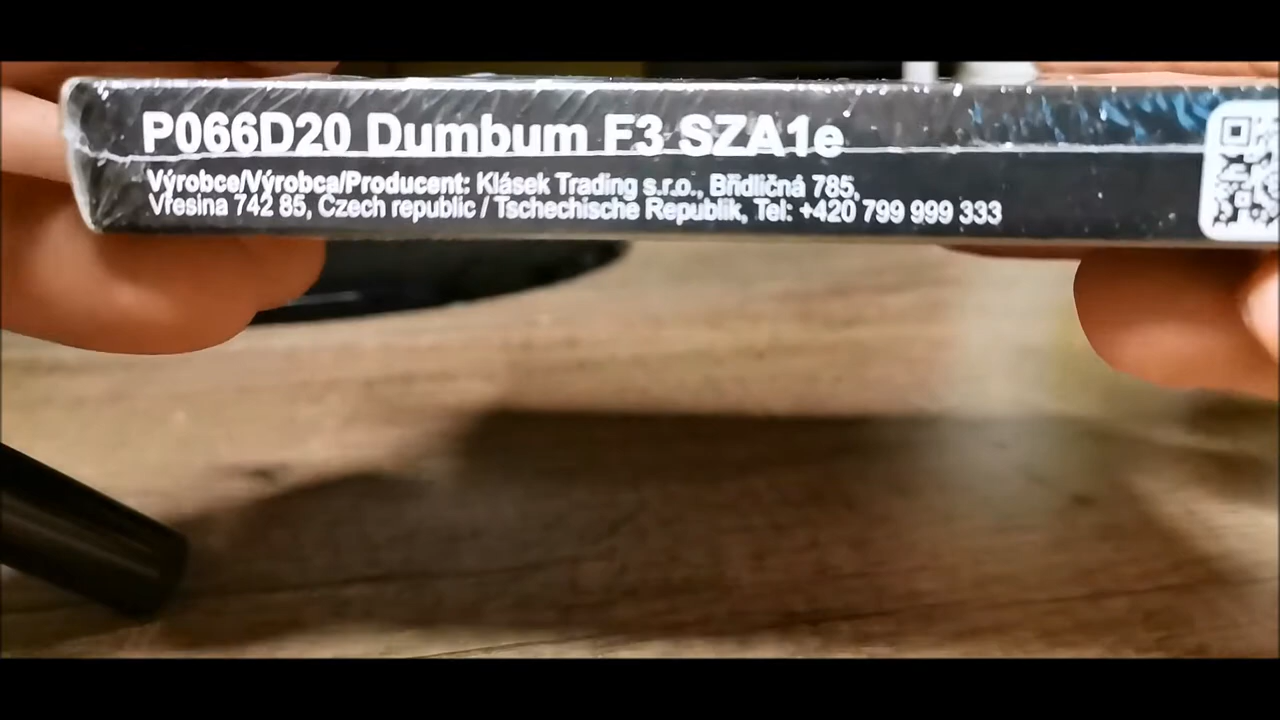 P066D20 Dumbum F3 SZA1e
Výrobce/Výrobca/Producent: Klásek Trading s.r.o., Břidličná 785,
Vřesina 742 85, Czech republic / Tschechische Republik, Tel: +420 799 999 333